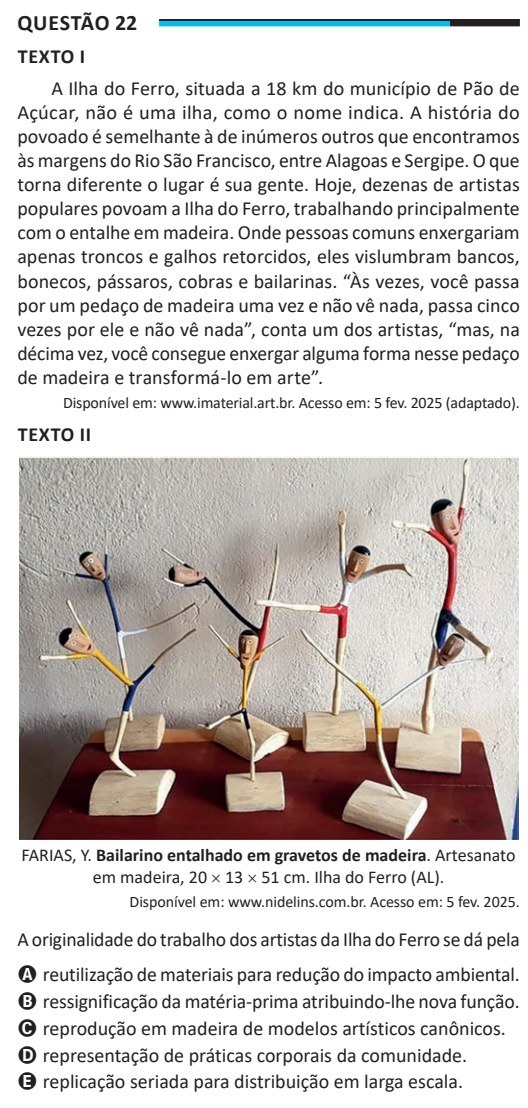 QUESTÃO 22
TEXTO I
A Ilha do Ferro, situada a 18 km do município de Pão de
Açúcar, não é uma ilha, como o nome indica. A história do
povoado é semelhante à de inúmeros outros que encontramos
às margens do Rio São Francisco, entre Alagoas e Sergipe. O que
torna diferente o lugar é sua gente. Hoje, dezenas de artistas
populares povoam a Ilha do Ferro, trabalhando principalmente
com o entalhe em madeira. Onde pessoas comuns enxergariam
apenas troncos e galhos retorcidos, eles vislumbram bancos,
bonecos, pássaros, cobras e bailarinas. “Às vezes, você passa
por um pedaço de madeira uma vez e não vê nada, passa cinco
vezes por ele e não vê nada”, conta um dos artistas, “mas, na
décima vez, você consegue enxergar alguma forma nesse pedaço
de madeira e transformá-lo em arte”.
Disponível em: www.imaterial.art.br. Acesso em: 5 fev. 2025 (adaptado).
TEXTO II
FARIAS, Y. Bailarino entalhado em gravetos de madeira. Artesanato
em madeira, 20 × 13 × 51 cm. Ilha do Ferro (AL).
Disponível em: www.nidelins.com.br. Acesso em: 5 fev. 2025.
A originalidade do trabalho dos artistas da Ilha do Ferro se dá pela
A reutilização de materiais para redução do impacto ambiental.
B ressignificação da matéria-prima atribuindo-lhe nova função.
C reprodução em madeira de modelos artísticos canônicos.
D representação de práticas corporais da comunidade.
E replicação seriada para distribuição em larga escala.